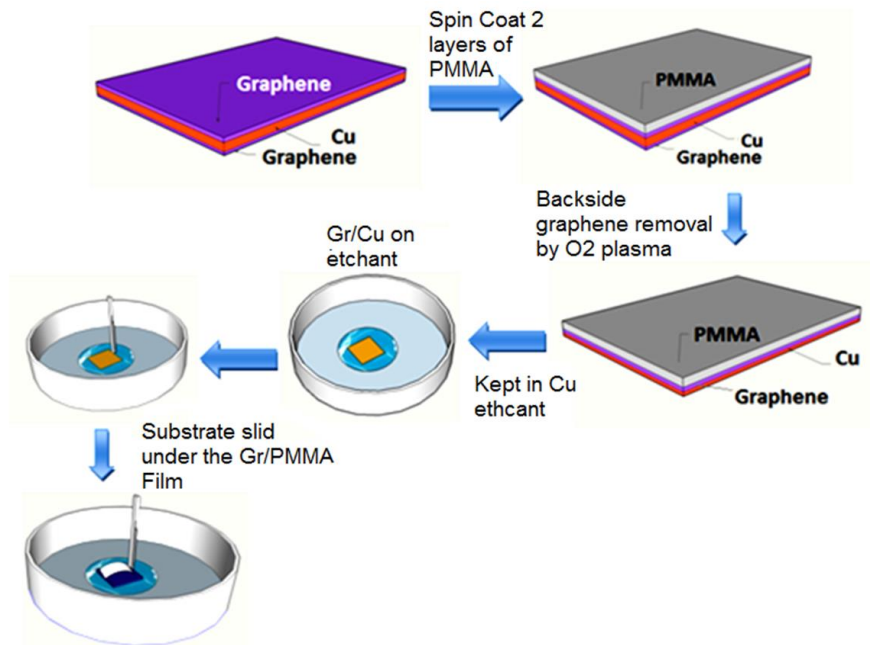 Graphene
Cu
Graphene
Spin Coat 2
layers of
PMMA
PMMA
Cu
Graphene
Backside
graphene removal
by O2 plasma
PMMA
Cu
Graphene
Kept in Cu
ethcant
Gr/Cu on
etchant
Substrate slid
under the Gr/PMMA
Film